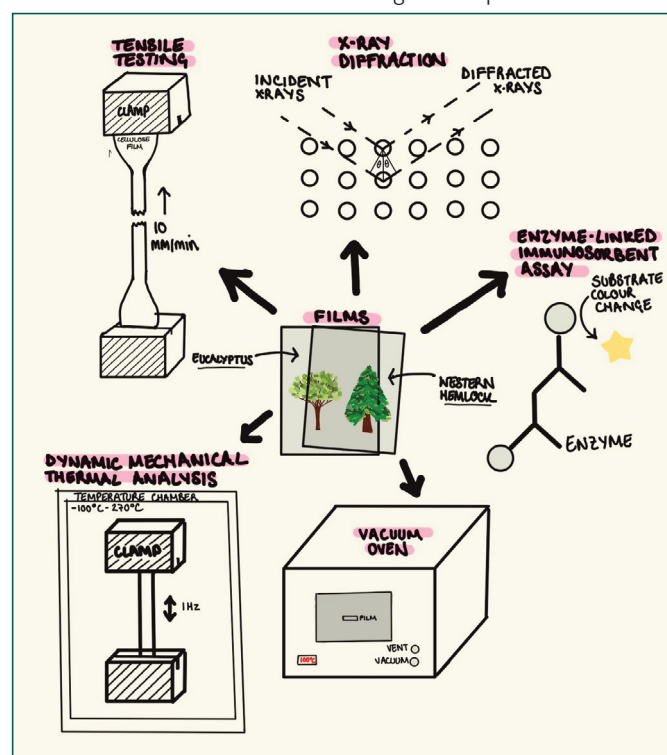 TENSILE
TESTING
CLAMP
CELLULOSE
FILM
10
MM/min
X-RAY
DIFFRACTION
INCIDENT
XRAYS
DIFFRACTED
X-RAYS
θ θ
ENZYME-LINKED
IMMUNOSORBENT
ASSAY
SUBSTRATE
COLOUR
CHANGE
ENZYME
FILMS
EUCALYPTUS
WESTERN
HEMLOCK
DYNAMIC MECHANICAL
THERMAL ANALYSIS
TEMPERATURE CHAMBER
-100°C - 270°C
CLAMP
1Hz
VACUUM
OVEN
FILM
VENT
VACUUM
100°C